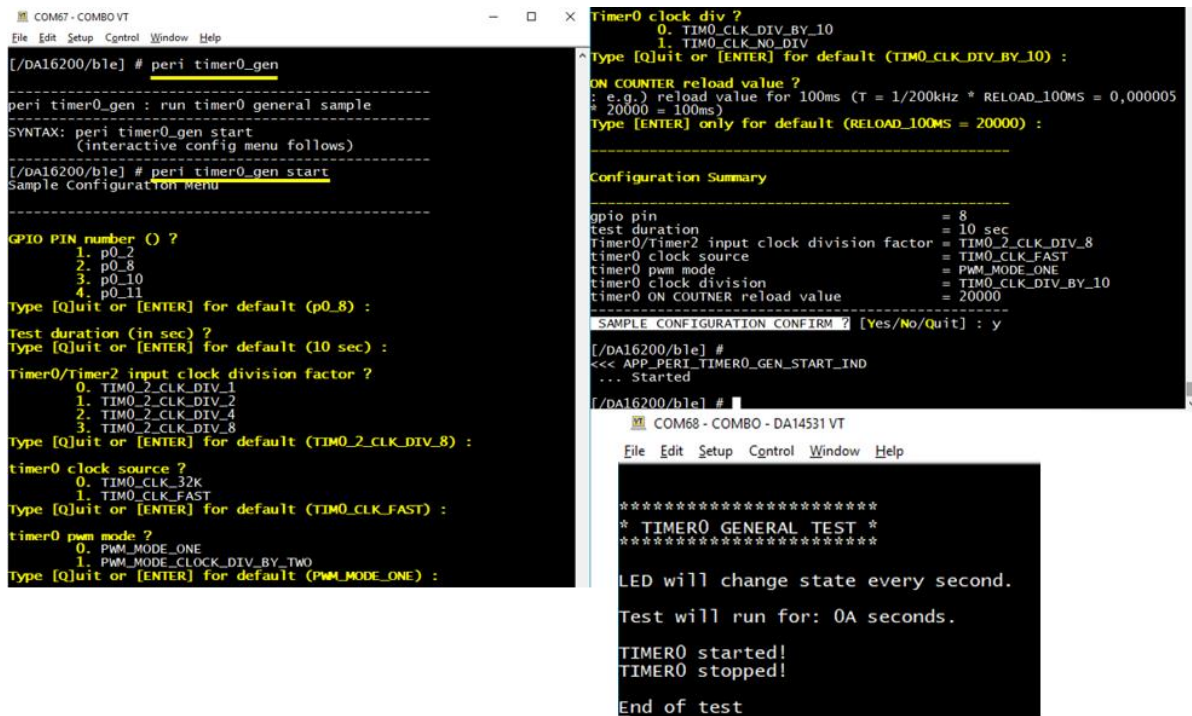 COM67 - COMBO VT
File Edit Setup Control Window Help
[/DA16200/ble] # peri timer0_gen
---------------------------------------------------
peri timer0_gen : run timer0 general sample
---------------------------------------------------
SYNTAX: peri timer0_gen start
(interactive config menu follows)
---------------------------------------------------
[/DA16200/ble] # peri timer0_gen start
Sample Configuration Menu
---------------------------------------------------
GPIO PIN number () ?
1. p0_2
2. p0_8
3. p0_10
4. p0_11
Type [Q]uit or [ENTER] for default (p0_8) :
Test duration (in sec) ?
Type [Q]uit or [ENTER] for default (10 sec) :
Timer0/Timer2 input clock division factor ?
0. TIM0_2_CLK_DIV_1
1. TIM0_2_CLK_DIV_2
2. TIM0_2_CLK_DIV_4
3. TIM0_2_CLK_DIV_8
Type [Q]uit or [ENTER] for default (TIM0_2_CLK_DIV_8) :
timer0 clock source ?
0. TIM0_CLK_32K
1. TIM0_CLK_FAST
Type [Q]uit or [ENTER] for default (TIM0_CLK_FAST) :
timer0 pwm mode ?
0. PWM_MODE_ONE
1. PWM_MODE_CLOCK_DIV_BY_TWO
Type [Q]uit or [ENTER] for default (PWM_MODE_ONE) :
Timer0 clock div ?
0. TIM0_CLK_DIV_BY_10
1. TIM0_CLK_NO_DIV
Type [Q]uit or [ENTER] for default (TIM0_CLK_DIV_BY_10) :
ON COUNTER reload value ?
: e.g.) reload value for 100ms (T = 1/200kHz * RELOAD_100MS = 0,000005
* 20000 = 100ms)
Type [ENTER] only for default (RELOAD_100MS = 20000) :
---------------------------------------------------
Configuration Summary
---------------------------------------------------
gpio pin = 8
test duration = 10 sec
Timer0/Timer2 input clock division factor = TIM0_2_CLK_DIV_8
timer0 clock source = TIM0_CLK_FAST
timer0 pwm mode = PWM_MODE_ONE
timer0 clock division = TIM0_CLK_DIV_BY_10
timer0 ON COUTNER reload value = 20000
---------------------------------------------------
SAMPLE CONFIGURATION CONFIRM ? [Yes/No/Quit] : y
[/DA16200/ble] #
<<< APP_PERI_TIMER0_GEN_START_IND
... Started
[/DA16200/ble] #
COM68 - COMBO - DA14531 VT
File Edit Setup Control Window Help
************************
* TIMER0 GENERAL TEST *
************************
LED will change state every second.
Test will run for: 0A seconds.
TIMER0 started!
TIMER0 stopped!
End of test